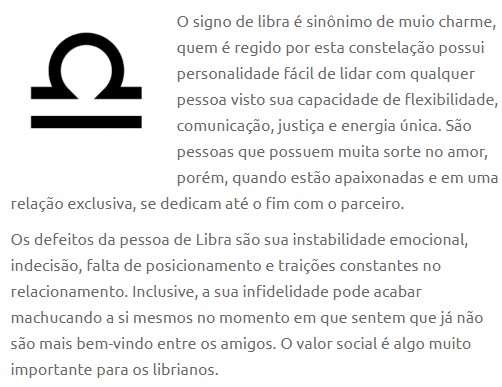 O signo de libra é sinônimo de muio charme,
quem é regido por esta constelação possui
personalidade fácil de lidar com qualquer
pessoa visto sua capacidade de flexibilidade,
comunicação, justiça e energia única. São
pessoas que possuem muita sorte no amor,
porém, quando estão apaixonadas e em uma
relação exclusiva, se dedicam até o fim com o parceiro.
Os defeitos da pessoa de Libra são sua instabilidade emocional,
indecisão, falta de posicionamento e traições constantes no
relacionamento. Inclusive, a sua infidelidade pode acabar
machucando a si mesmos no momento em que sentem que já não
são mais bem-vindo entre os amigos. O valor social é algo muito
importante para os librianos.